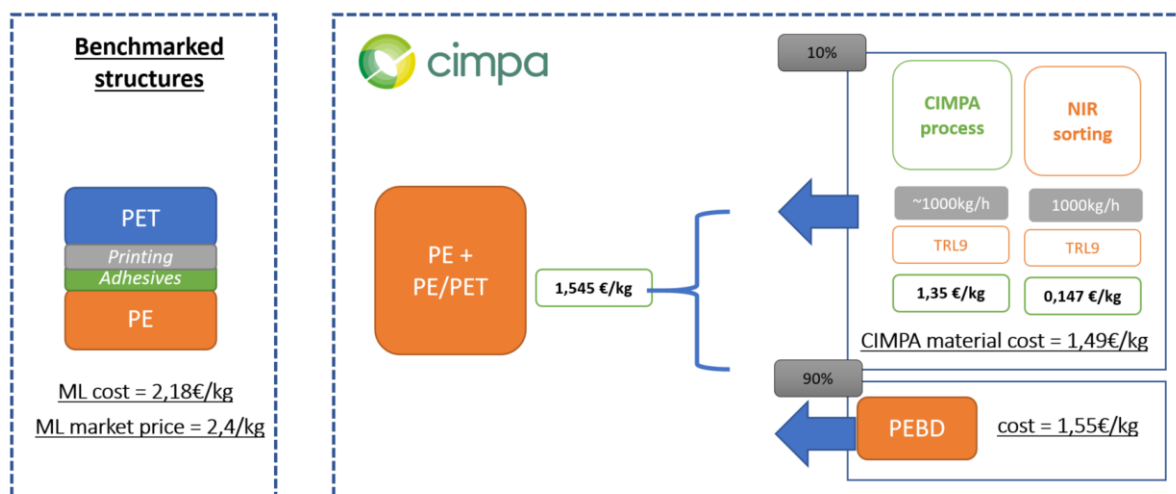 Benchmarked
structures
PET
Printing
Adhesives
PE
ML cost = 2,18€/kg
ML market price = 2,4/kg
cimpa
PE +
PE/PET
1,545 €/kg
10%
CIMPA
process
NIR
sorting
~1000kg/h
1000kg/h
TRL9
TRL9
1,35 €/kg
0,147 €/kg
CIMPA material cost = 1,49€/kg
90%
PEBD
cost = 1,55€/kg